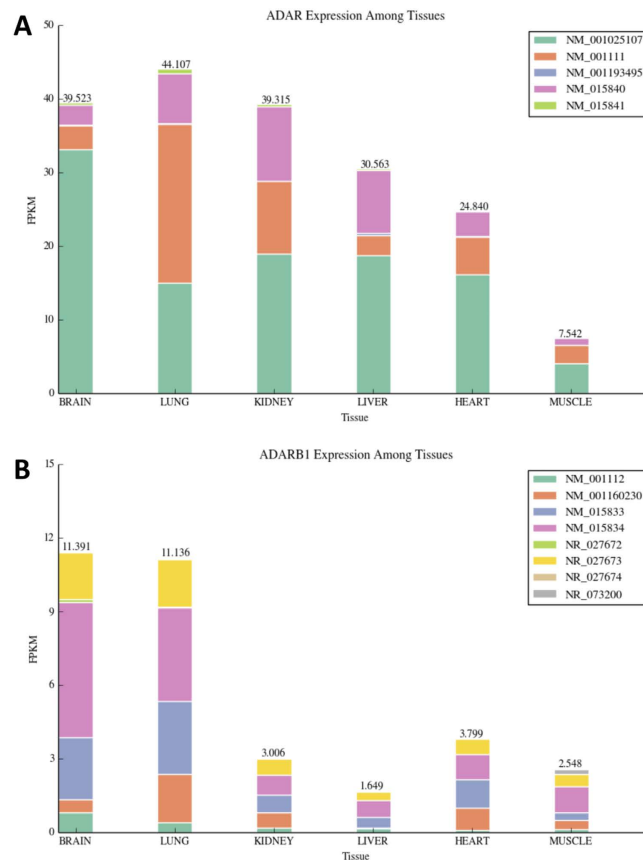 A
ADAR Expression Among Tissues
50
40
30
20
10
0
FPKM
39.523
44.107
39.315
30.563
24.840
7.542
NM_001025107
NM_001111
NM_001193495
NM_015840
NM_015841
BRAIN LUNG KIDNEY LIVER HEART MUSCLE
Tissue
B
ADARB1 Expression Among Tissues
15
12
9
6
3
0
FPKM
11.391
11.136
3.006
1.649
3.799
2.548
NM_001112
NM_001160230
NM_015833
NM_015834
NR_027672
NR_027673
NR_027674
NR_073200
BRAIN LUNG KIDNEY LIVER HEART MUSCLE
Tissue